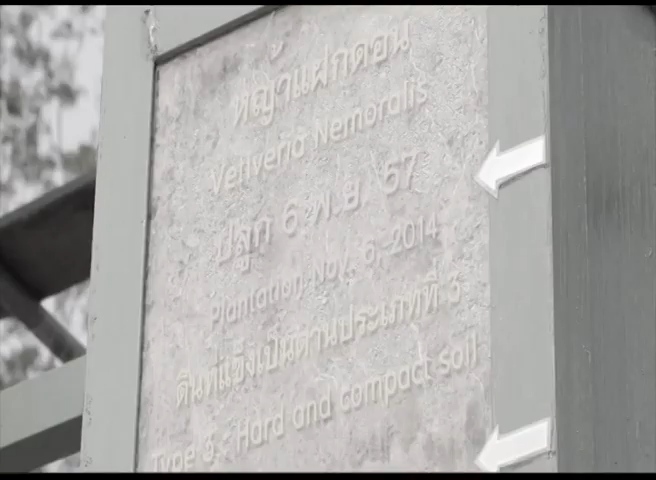 หญ้าแฝกดอน
Vetiveria Nemoralis
ปลูก 6 พ.ย. 57
Plantation Nov. 6, 2014
ดินที่แข็งเป็นดานประเภทที่ 3
Type 3 - Hard and compact soil